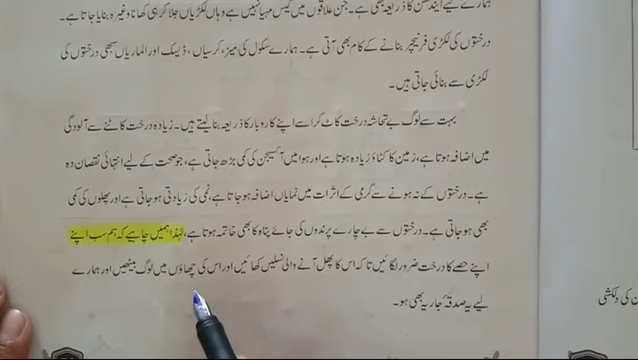 ہمارے لیے ایندھن کا ذریعہ بھی ہے۔ جن علاقوں میں گیس مہیا نہیں ہے وہاں لکڑیاں جلا کر ہی کھانا وغیرہ بنایا جاتا ہے۔
درختوں کی لکڑی فرنیچر بنانے کے کام بھی آتی ہے۔ ہمارے سکول کی میز، کرسیاں، ڈیسک اور الماریاں سبھی درختوں کی
لکڑی سے بنائی جاتی ہیں۔
بہت سے لوگ بے تحاشہ درخت کاٹ کر اسے اپنے کاروبار کا ذریعہ بنا لیتے ہیں۔ زیادہ درخت کاٹنے سے آلودگی
میں اضافہ ہوتا ہے، زمین کا کٹاؤ زیادہ ہوتا ہے اور ہوا میں آکسیجن کی کمی بڑھ جاتی ہے، جو صحت کے لیے انتہائی نقصان دہ
ہے۔ درختوں کے نہ ہونے سے گرمی کے اثرات میں نمایاں اضافہ ہو جاتا ہے، نمی کی زیادتی ہو جاتی ہے اور پھلوں کی کمی
بھی ہو جاتی ہے۔ درختوں سے بے چارے پرندوں کی جائے پناہ کا بھی خاتمہ ہوتا ہے، لہٰذا ہمیں چاہیے کہ ہم سب اپنے
اپنے حصے کا درخت ضرور لگائیں تا کہ اس کا پھل آنے والی نسلیں کھائیں اور اس کی چھاؤں میں لوگ بیٹھیں اور ہمارے
لیے یہ صدقۂ جاریہ بھی ہو۔
کی دلکشی